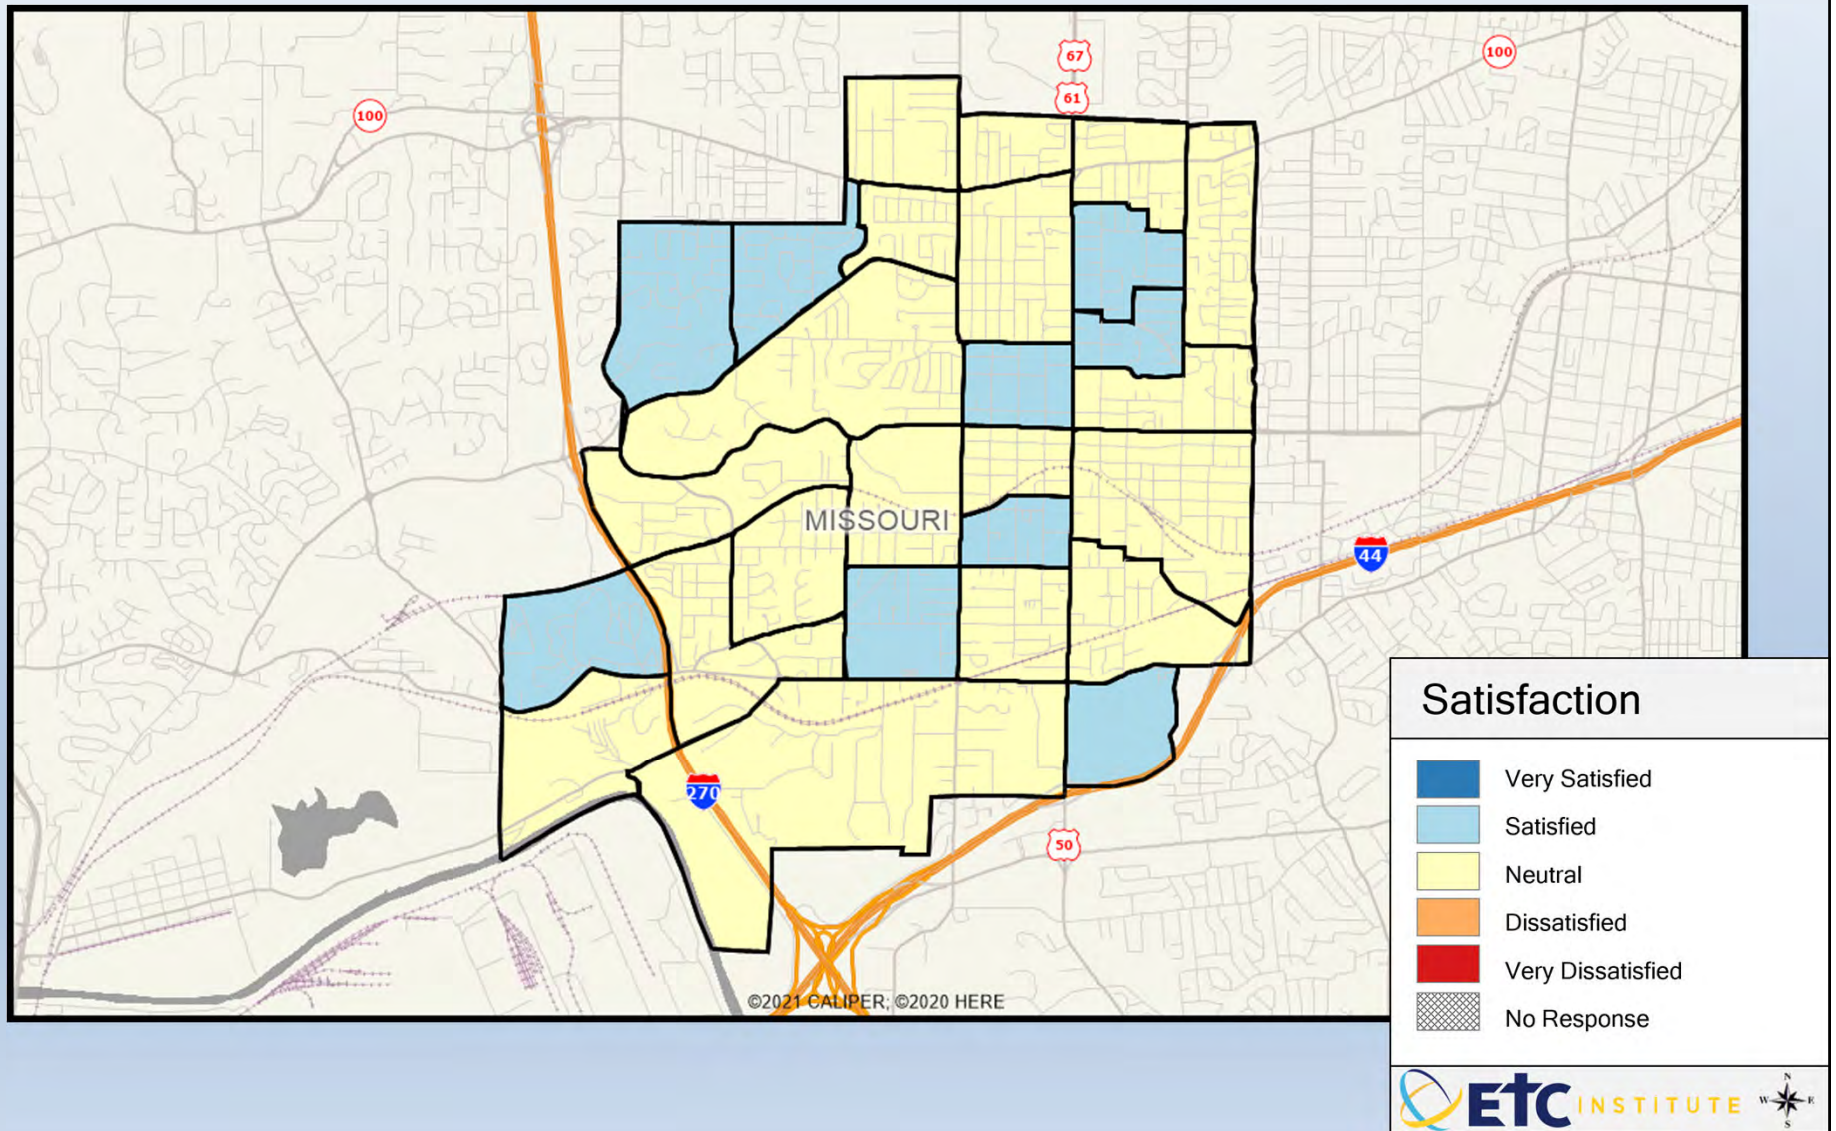 67
100
61
100
MISSOURI
44
270
50
©2021 CALIPER; ©2020 HERE
Satisfaction
Very Satisfied
Satisfied
Neutral
Dissatisfied
Very Dissatisfied
No Response
ETC INSTITUTE
N
W E
S